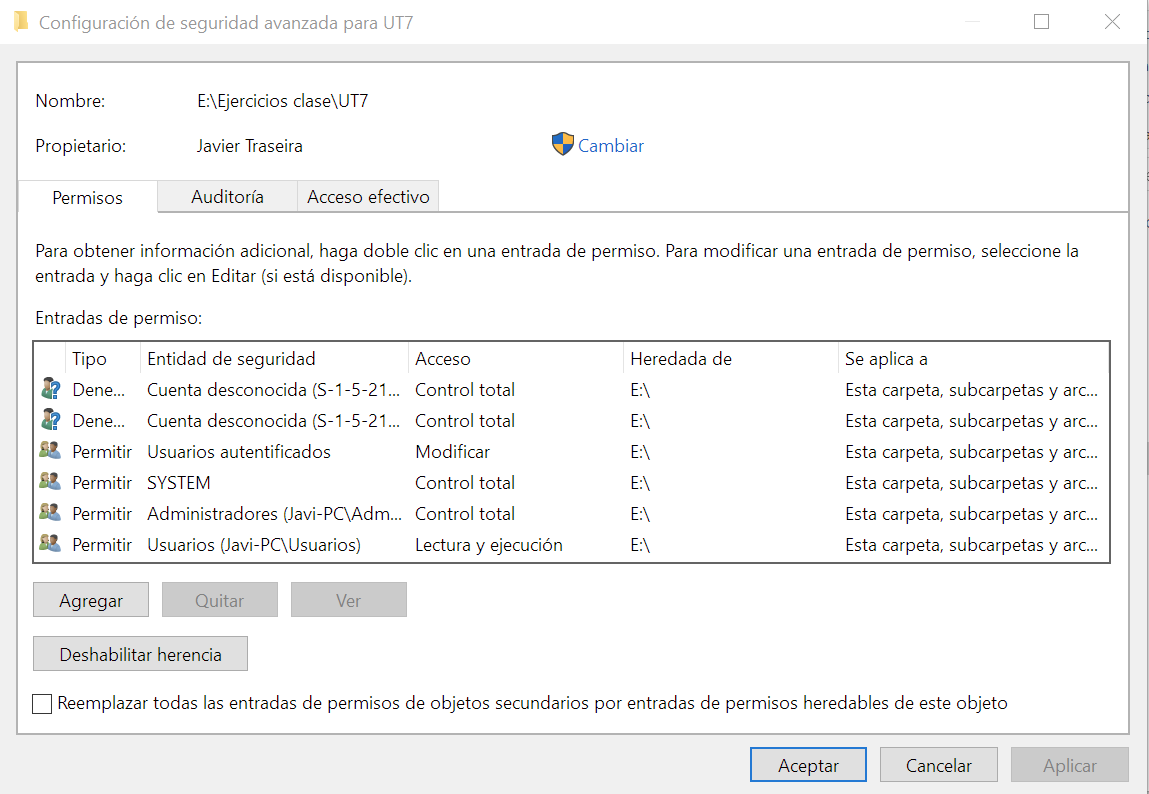 Configuración de seguridad avanzada para UT7
Nombre: E:\Ejercicios clase\UT7
Propietario: Javier Traseira Cambiar
Permisos Auditoría Acceso efectivo
Para obtener información adicional, haga doble clic en una entrada de permiso. Para modificar una entrada de permiso, seleccione la
entrada y haga clic en Editar (si está disponible).
Entradas de permiso:
Tipo Entidad de seguridad Acceso Heredada de Se aplica a
Dene... Cuenta desconocida (S-1-5-21... Control total E:\ Esta carpeta, subcarpetas y arc...
Dene... Cuenta desconocida (S-1-5-21... Control total E:\ Esta carpeta, subcarpetas y arc...
Permitir Usuarios autentificados Modificar E:\ Esta carpeta, subcarpetas y arc...
Permitir SYSTEM Control total E:\ Esta carpeta, subcarpetas y arc...
Permitir Administradores (Javi-PC\Adm... Control total E:\ Esta carpeta, subcarpetas y arc...
Permitir Usuarios (Javi-PC\Usuarios) Lectura y ejecución E:\ Esta carpeta, subcarpetas y arc...
Agregar Quitar Ver
Deshabilitar herencia
Reemplazar todas las entradas de permisos de objetos secundarios por entradas de permisos heredables de este objeto
Aceptar Cancelar Aplicar